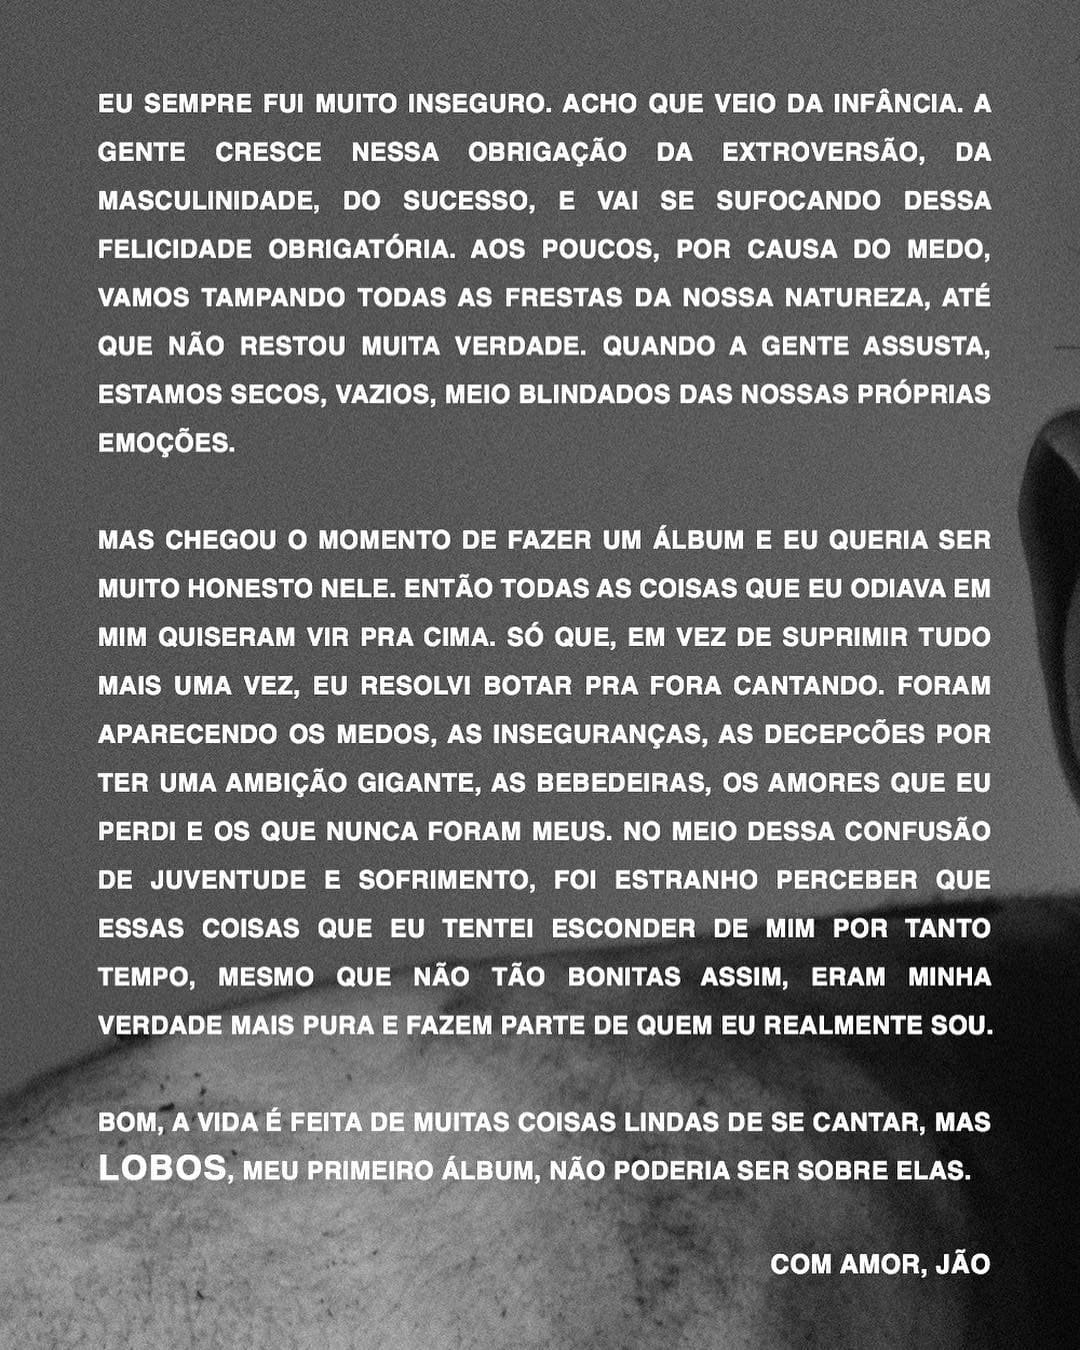 EU SEMPRE FUI MUITO INSEGURO. ACHO QUE VEIO DA INFÂNCIA. A
GENTE CRESCE NESSA OBRIGAÇÃO DA EXTROVERSÃO, DA
MASCULINIDADE, DO SUCESSO, E VAI SE SUFOCANDO DESSA
FELICIDADE OBRIGATÓRIA. AOS POUCOS, POR CAUSA DO MEDO,
VAMOS TAMPANDO TODAS AS FRESTAS DA NOSSA NATUREZA, ATÉ
QUE NÃO RESTOU MUITA VERDADE. QUANDO A GENTE ASSUSTA,
ESTAMOS SECOS, VAZIOS, MEIO BLINDADOS DAS NOSSAS PRÓPRIAS
EMOÇÕES.
MAS CHEGOU O MOMENTO DE FAZER UM ÁLBUM E EU QUERIA SER
MUITO HONESTO NELE. ENTÃO TODAS AS COISAS QUE EU ODIAVA EM
MIM QUISERAM VIR PRA CIMA. SÓ QUE, EM VEZ DE SUPRIMIR TUDO
MAIS UMA VEZ, EU RESOLVI BOTAR PRA FORA CANTANDO. FORAM
APARECENDO OS MEDOS, AS INSEGURANÇAS, AS DECEPCÕES POR
TER UMA AMBIÇÃO GIGANTE, AS BEBEDEIRAS, OS AMORES QUE EU
PERDI E OS QUE NUNCA FORAM MEUS. NO MEIO DESSA CONFUSÃO
DE JUVENTUDE E SOFRIMENTO, FOI ESTRANHO PERCEBER QUE
ESSAS COISAS QUE EU TENTEI ESCONDER DE MIM POR TANTO
TEMPO, MESMO QUE NÃO TÃO BONITAS ASSIM, ERAM MINHA
VERDADE MAIS PURA E FAZEM PARTE DE QUEM EU REALMENTE SOU.
BOM, A VIDA É FEITA DE MUITAS COISAS LINDAS DE SE CANTAR, MAS
LOBOS, MEU PRIMEIRO ÁLBUM, NÃO PODERIA SER SOBRE ELAS.
COM AMOR, JÃO